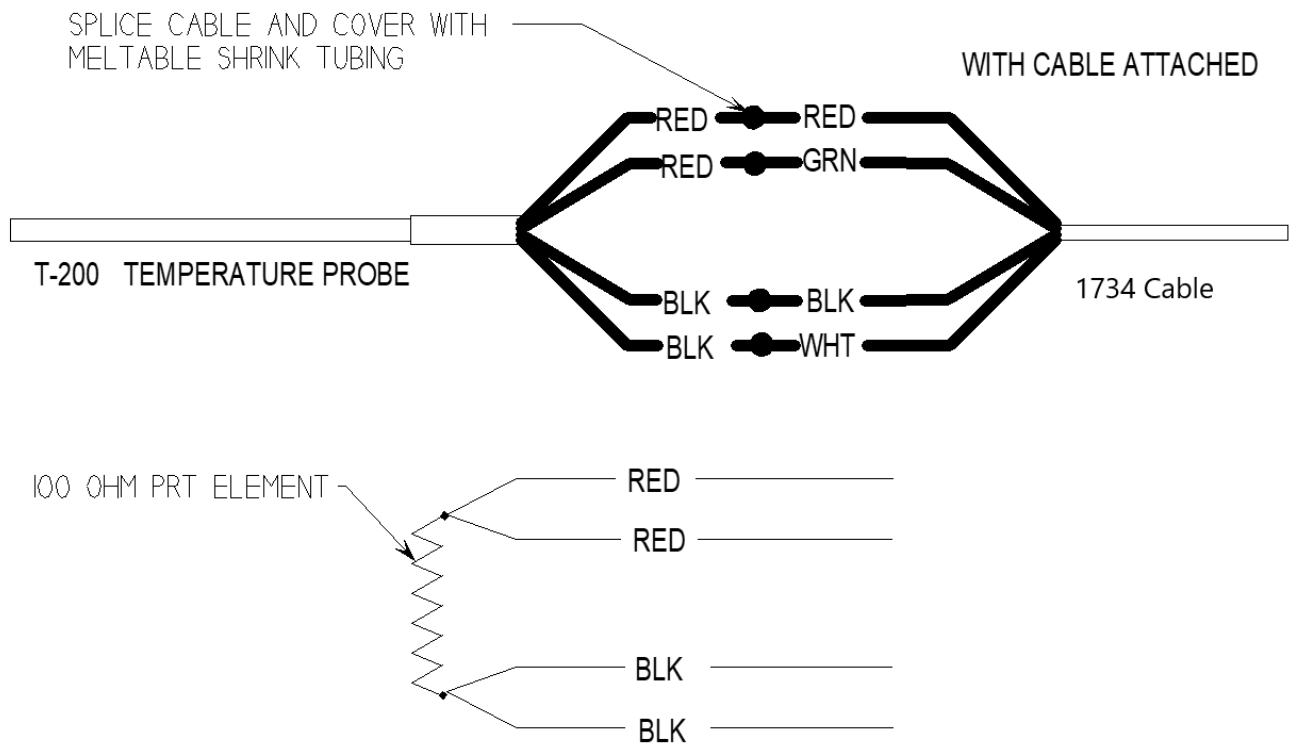 SPLICE CABLE AND COVER WITH
MELTABLE SHRINK TUBING
WITH CABLE ATTACHED
RED RED
RED GRN
T-200 TEMPERATURE PROBE
BLK BLK
1734 Cable
BLK WHT
100 OHM PRT ELEMENT
RED
RED
BLK
BLK